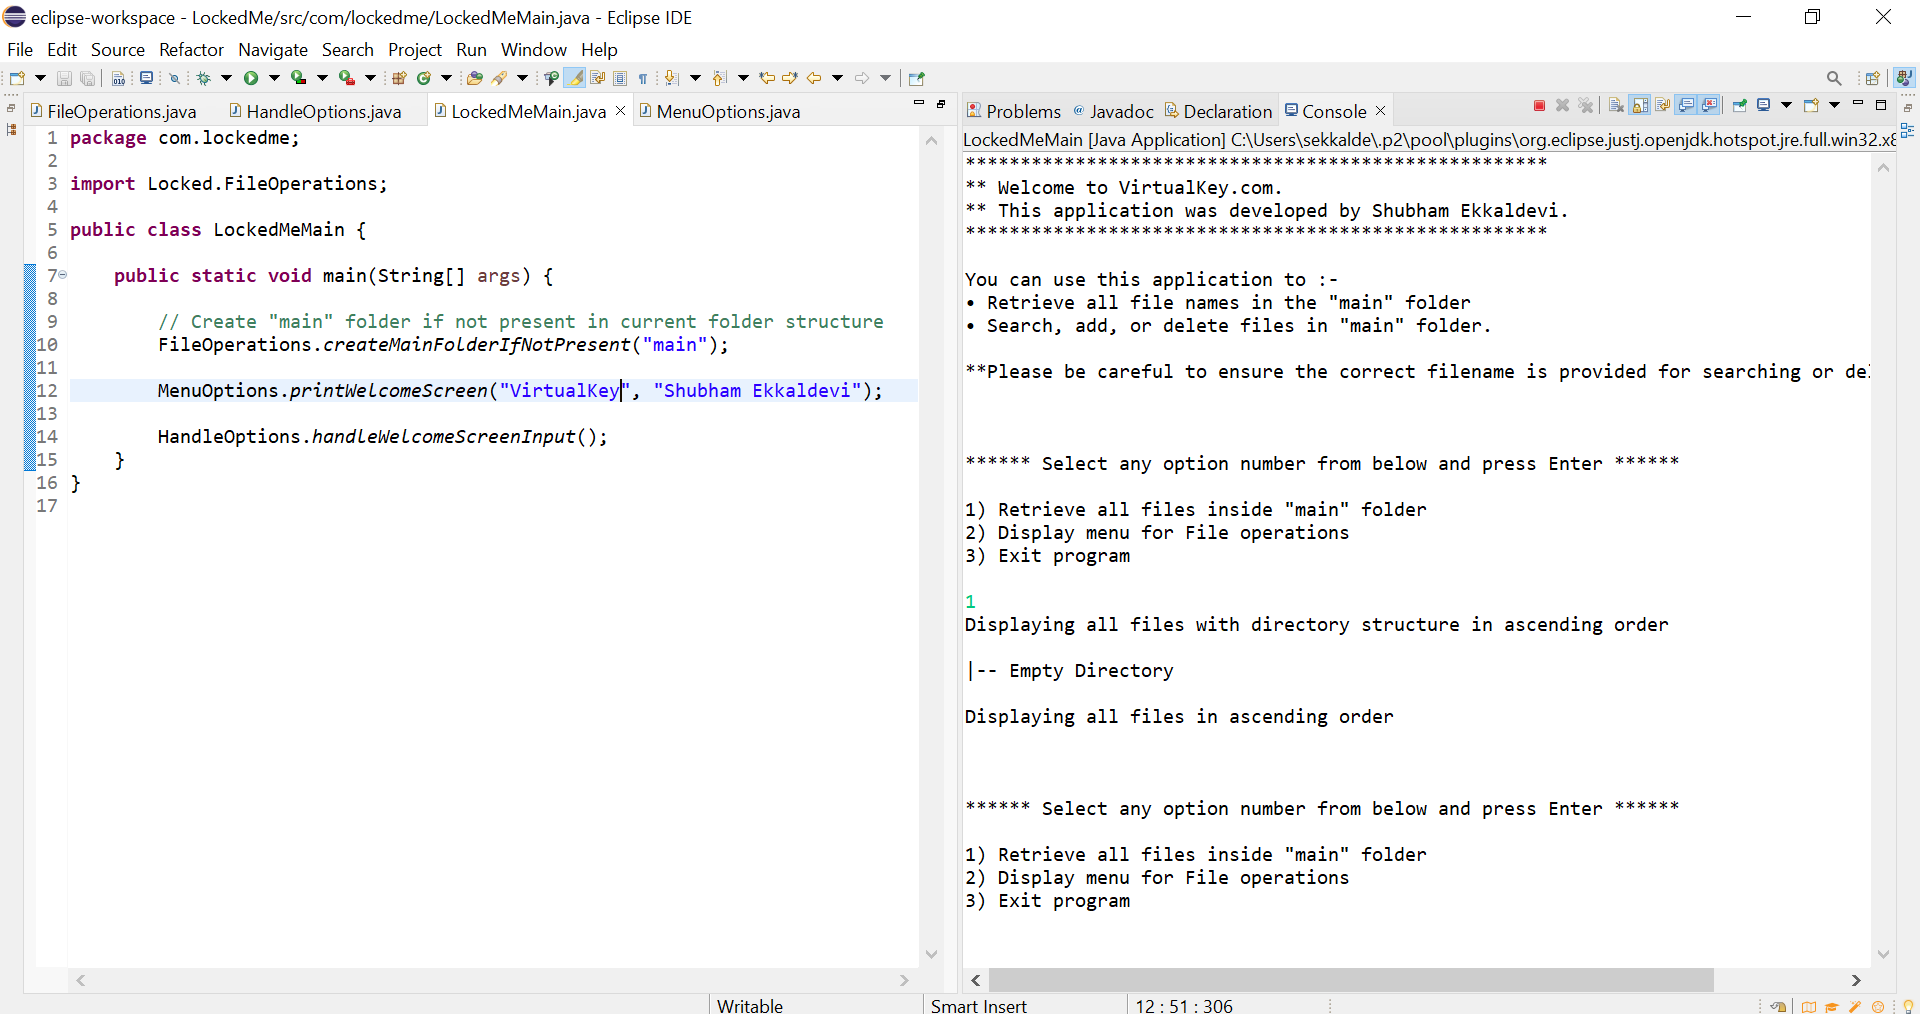 eclipse-workspace - LockedMe/src/com/lockedme/LockedMeMain.java - Eclipse IDE
File Edit Source Refactor Navigate Search Project Run Window Help
FileOperations.java HandleOptions.java LockedMeMain.java MenuOptions.java
1 package com.lockedme;
2
3 import Locked.FileOperations;
4
5 public class LockedMeMain {
6
7 public static void main(String[] args) {
8
9 // Create "main" folder if not present in current folder structure
10 FileOperations.createMainFolderIfNotPresent("main");
11
12 MenuOptions.printWelcomeScreen("VirtualKey", "Shubham Ekkaldevi");
13
14 HandleOptions.handleWelcomeScreenInput();
15 }
16 }
17
Problems @ Javadoc Declaration Console
LockedMeMain [Java Application] C:\Users\sekkalde\.p2\pool\plugins\org.eclipse.justj.openjdk.hotspot.jre.full.win32.x8
*****************************************************
** Welcome to VirtualKey.com.
** This application was developed by Shubham Ekkaldevi.
*****************************************************
You can use this application to :-
• Retrieve all file names in the "main" folder
• Search, add, or delete files in "main" folder.
**Please be careful to ensure the correct filename is provided for searching or de
****** Select any option number from below and press Enter ******
1) Retrieve all files inside "main" folder
2) Display menu for File operations
3) Exit program
1
Displaying all files with directory structure in ascending order
|-- Empty Directory
Displaying all files in ascending order
****** Select any option number from below and press Enter ******
1) Retrieve all files inside "main" folder
2) Display menu for File operations
3) Exit program
Writable Smart Insert 12 : 51 : 306